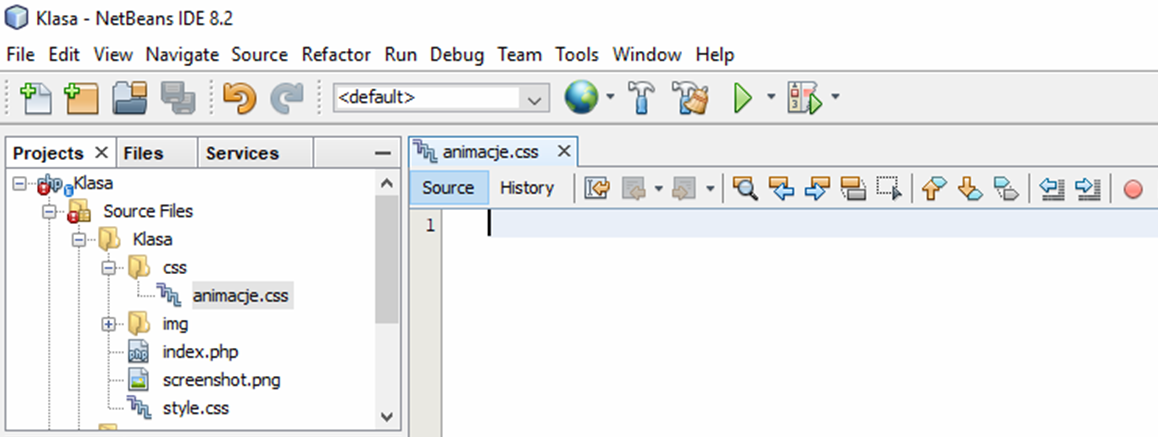 Klasa - NetBeans IDE 8.2
File Edit View Navigate Source Refactor Run Debug Team Tools Window Help
<default>
Projects Files Services
animacje.css
Source History
php Klasa
1
Source Files
Klasa
css
animacje.css
img
php index.php
screenshot.png
style.css